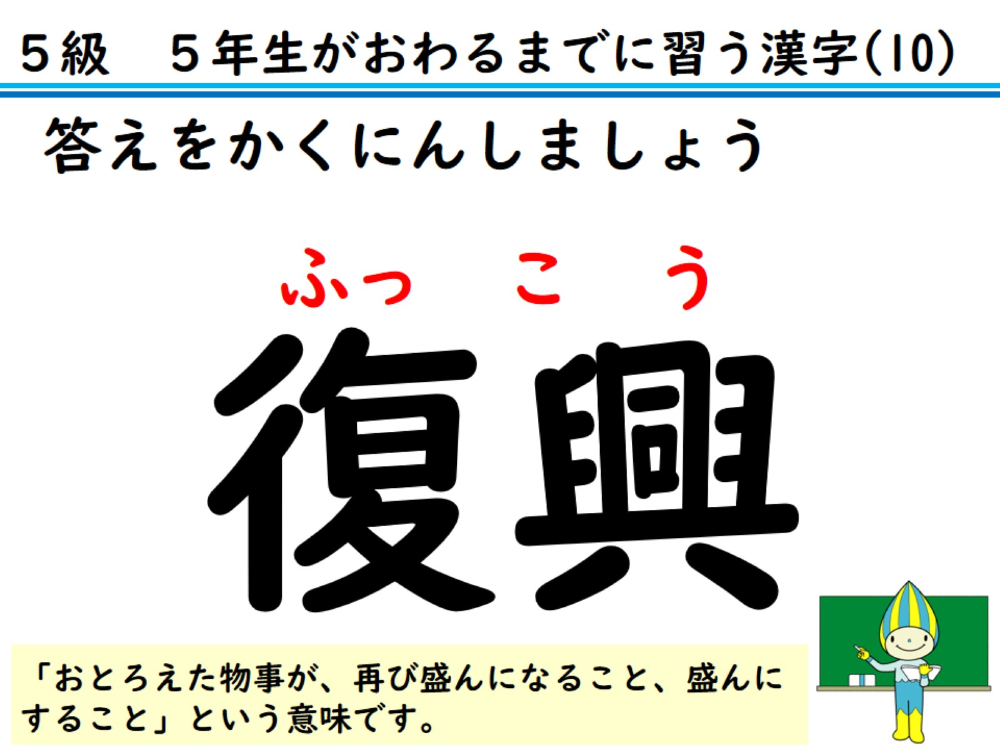 ５級　５年生がおわるまでに習う漢字(10)
答えをかくにんしましょう
ふっ　こ　う
復興
「おとろえた物事が、再び盛んになること、盛んに
すること」という意味です。